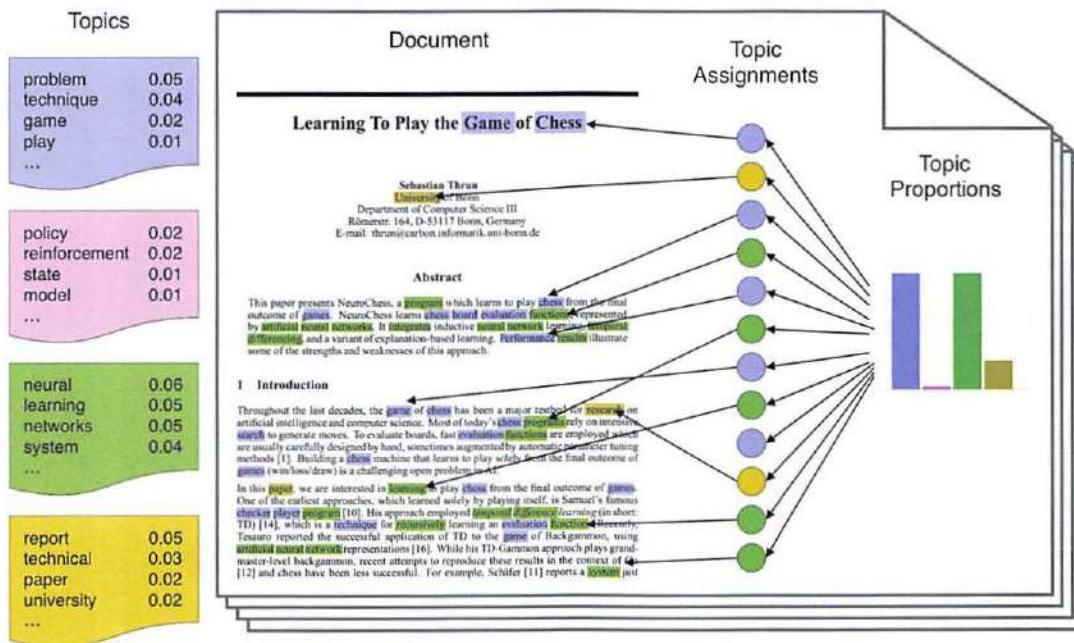 Topics
problem 0.05
technique 0.04
game 0.02
play 0.01
...
policy 0.02
reinforcement 0.02
state 0.01
model 0.01
...
neural 0.06
learning 0.05
networks 0.05
system 0.04
...
report 0.05
technical 0.03
paper 0.02
university 0.02
...
Document
Learning To Play the Game of Chess
Sebastian Thrun
University of Bonn
Department of Computer Science III
Römerstr. 164, D-53117 Bonn, Germany
E-mail: thrun@carbon.informatik.uni-bonn.de
Abstract
This paper presents NeuroChess, a program which learns to play chess from the final
outcome of games. NeuroChess learns chess board evaluation functions, represented
by artificial neural networks. It integrates inductive neural network learning, temporal
differencing, and a variant of explanation-based learning. Performance results illustrate
some of the strengths and weaknesses of this approach.
1 Introduction
Throughout the last decades, the game of chess has been a major testbed for research on
artificial intelligence and computer science. Most of today's chess programs rely on intensive
search to generate moves. To evaluate boards, fast evaluation functions are employed which
are usually carefully designed by hand, sometimes augmented by automatic parameter tuning
methods [1]. Building a chess machine that learns to play solely from the final outcome of
games (win/loss/draw) is a challenging open problem in AI.
In this paper, we are interested in learning to play chess from the final outcome of games.
One of the earliest approaches, which learned solely by playing itself, is Samuel's famous
checker player program [10]. His approach employed temporal difference learning (in short:
TD) [14], which is a technique for recursively learning an evaluation function. Recently,
Tesauro reported the successful application of TD to the game of Backgammon, using
artificial neural network representations [16]. While his TD-Gammon approach plays grand-
master-level backgammon, recent attempts to reproduce these results in the context of
[12] and chess have been less successful. For example, Schäfer [11] reports a system just
Topic
Assignments
Topic
Proportions